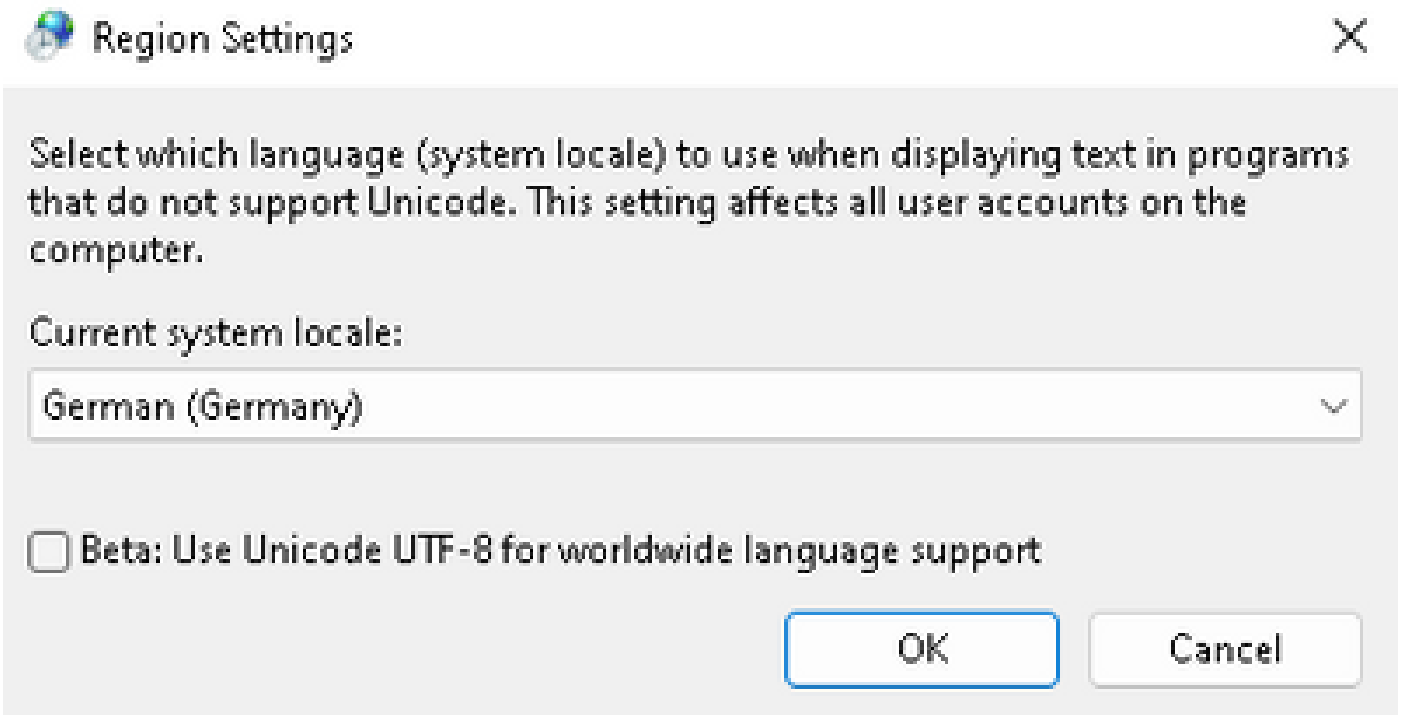 Region Settings
Select which language (system locale) to use when displaying text in programs
that do not support Unicode. This setting affects all user accounts on the
computer.
Current system locale:
German (Germany)
Beta: Use Unicode UTF-8 for worldwide language support
OK
Cancel